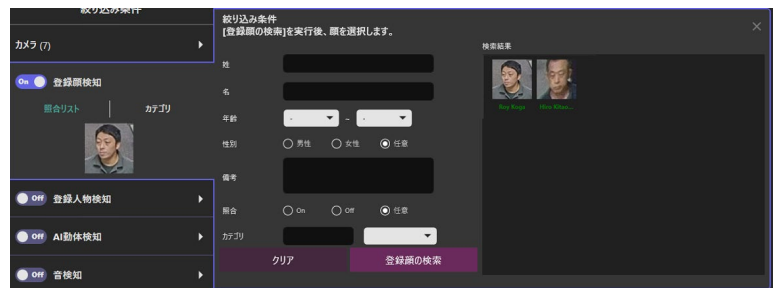 絞り込み条件
カメラ (7)
On 登録顔検知
照合リスト カテゴリ
Off 登録人物検知
Off AI動体検知
Off 音検知
絞り込み条件
[登録顔の検索]を実行後、顔を選択します。
姓
名
年齢 - ~ -
性別 男性 女性 任意
備考
照合 On Off 任意
カテゴリ
クリア 登録顔の検索
検索結果
Roy Koga